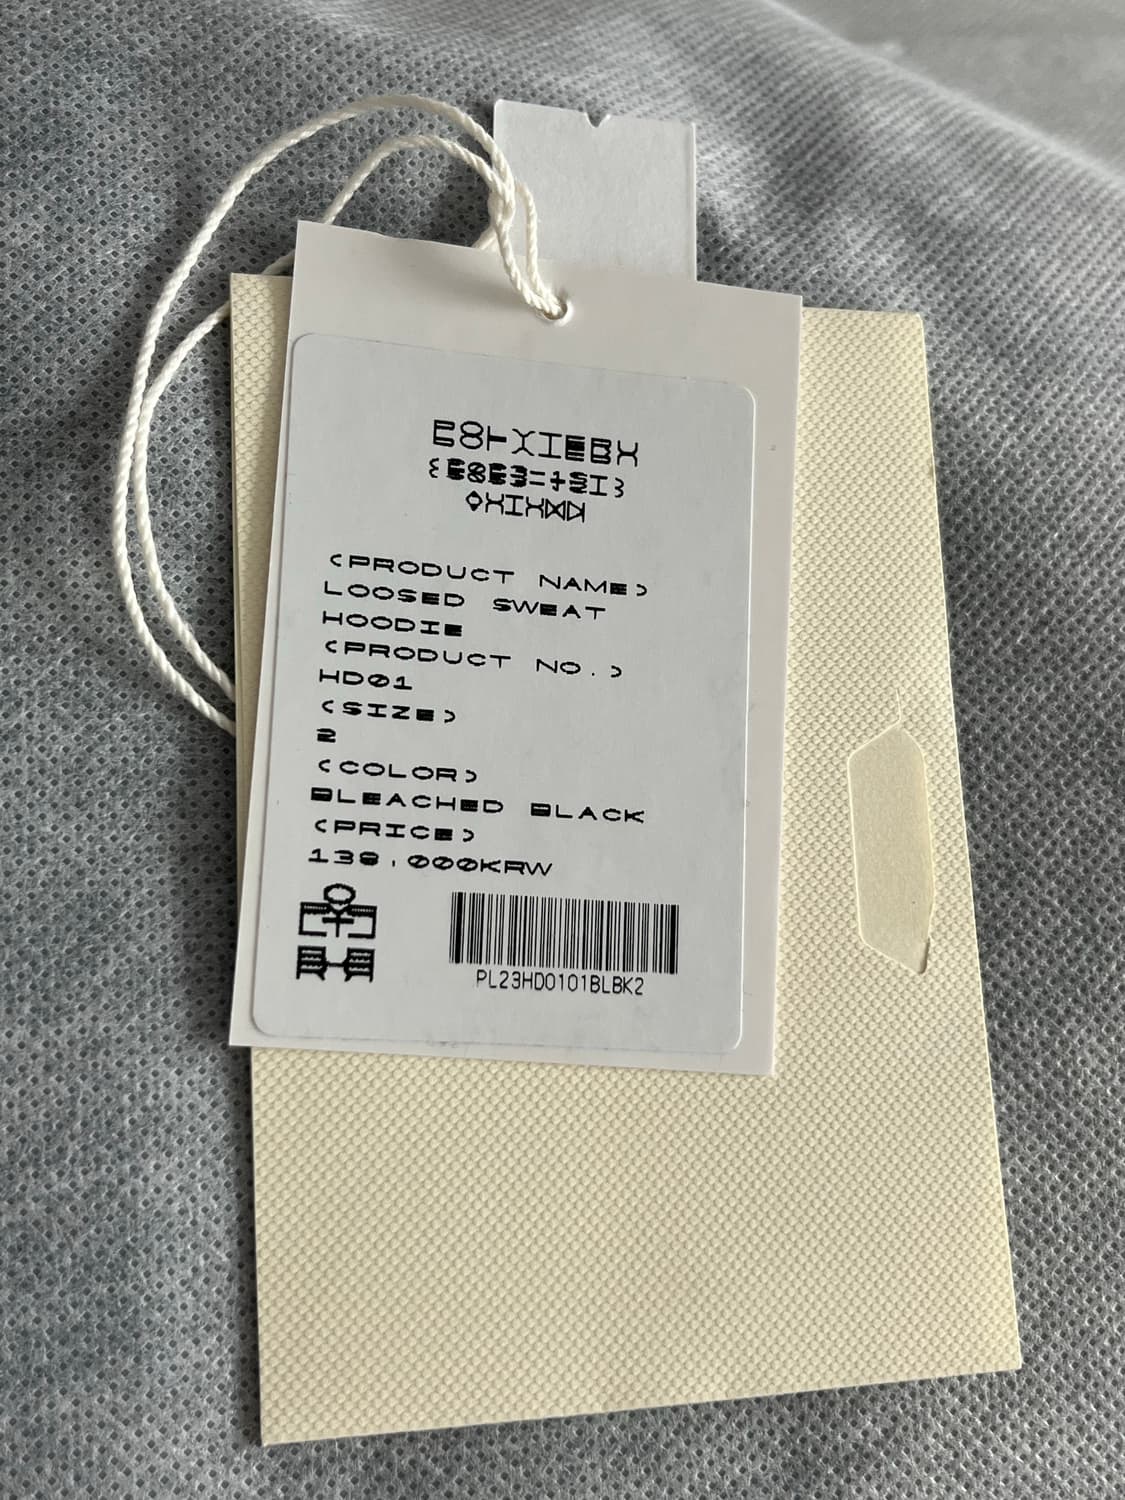 <PRODUCT NAME>
LOOSED SWEAT
HOODIE
<PRODUCT NO.>
HD01
<SIZE>
2
<COLOR>
BLEACHED BLACK
<PRICE>
139,000KRW
PL23HD0101BLBK2